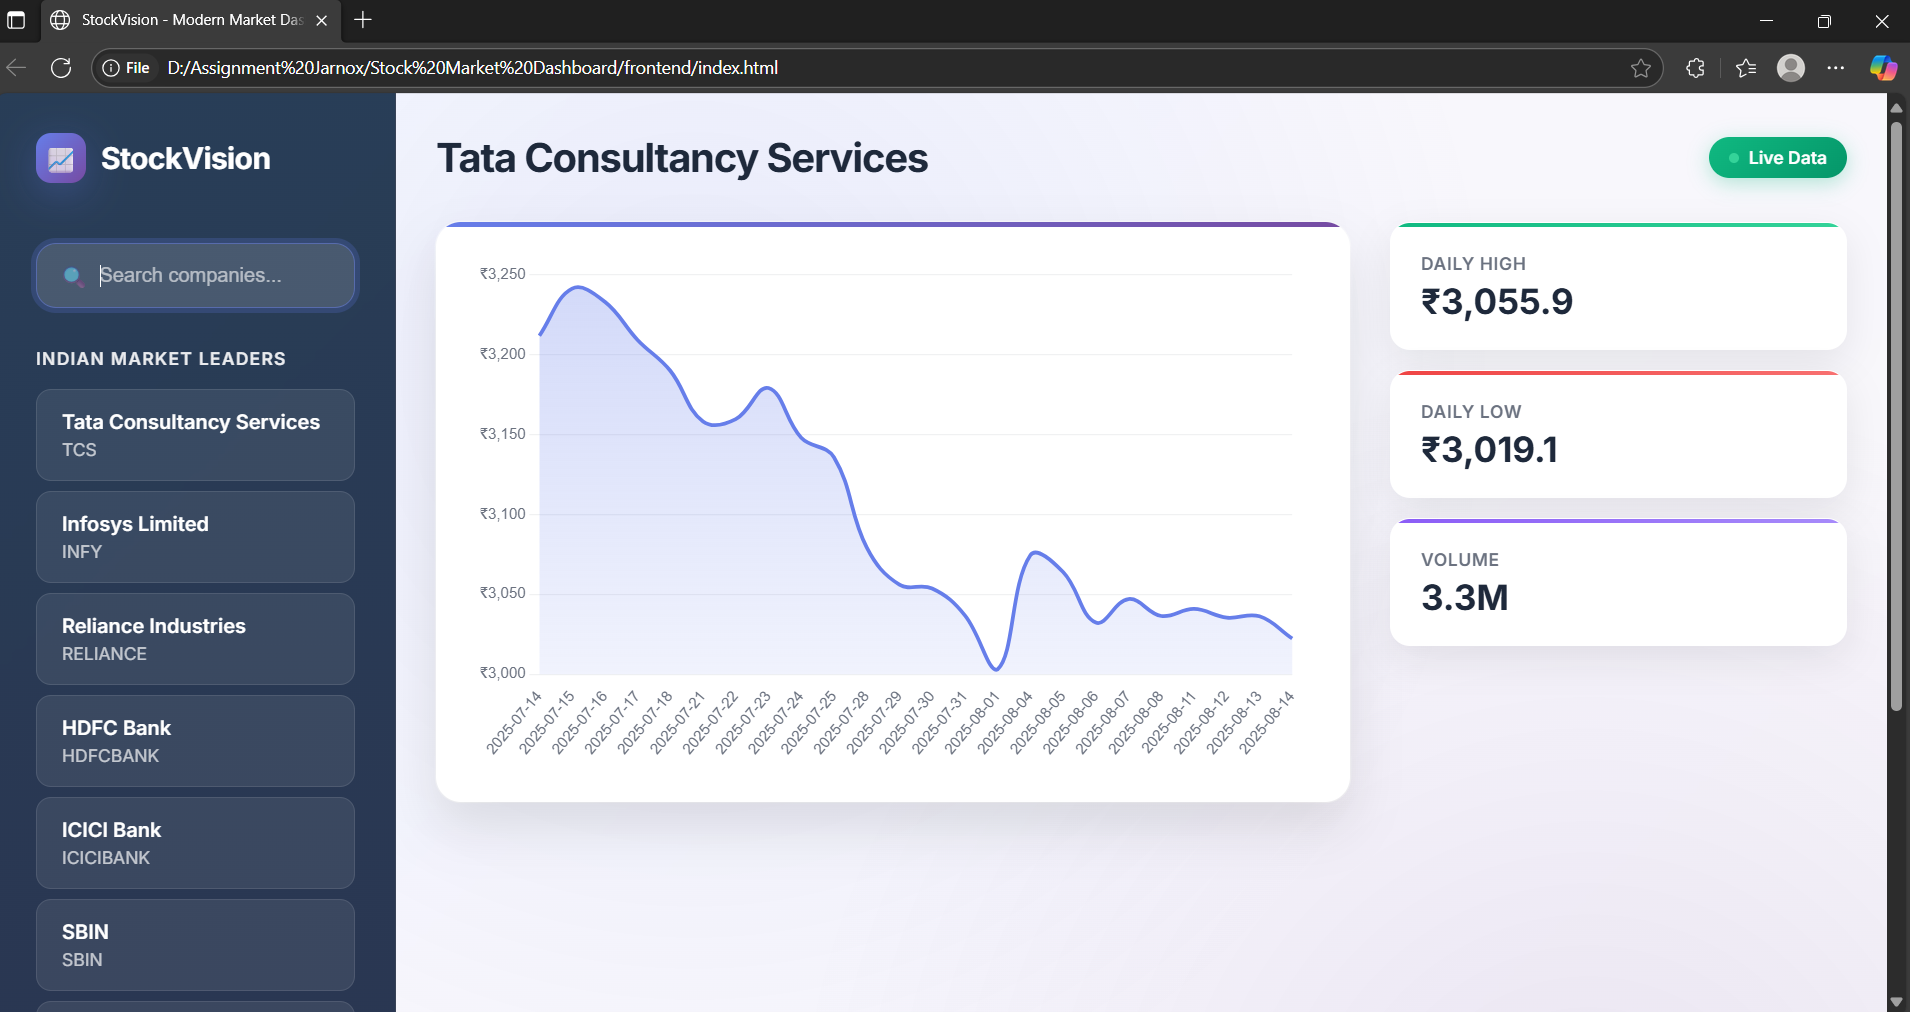 StockVision - Modern Market Das
File
D:/Assignment%20Jarnox/Stock%20Market%20Dashboard/frontend/index.html
StockVision
Search companies...
INDIAN MARKET LEADERS
Tata Consultancy Services
TCS
Infosys Limited
INFY
Reliance Industries
RELIANCE
HDFC Bank
HDFCBANK
ICICI Bank
ICICIBANK
SBIN
SBIN
Tata Consultancy Services
Live Data
₹3,250
₹3,200
₹3,150
₹3,100
₹3,050
₹3,000
2025-07-14
2025-07-15
2025-07-16
2025-07-17
2025-07-18
2025-07-21
2025-07-22
2025-07-23
2025-07-24
2025-07-25
2025-07-28
2025-07-29
2025-07-30
2025-07-31
2025-08-01
2025-08-04
2025-08-05
2025-08-06
2025-08-07
2025-08-08
2025-08-11
2025-08-12
2025-08-13
2025-08-14
DAILY HIGH
₹3,055.9
DAILY LOW
₹3,019.1
VOLUME
3.3M